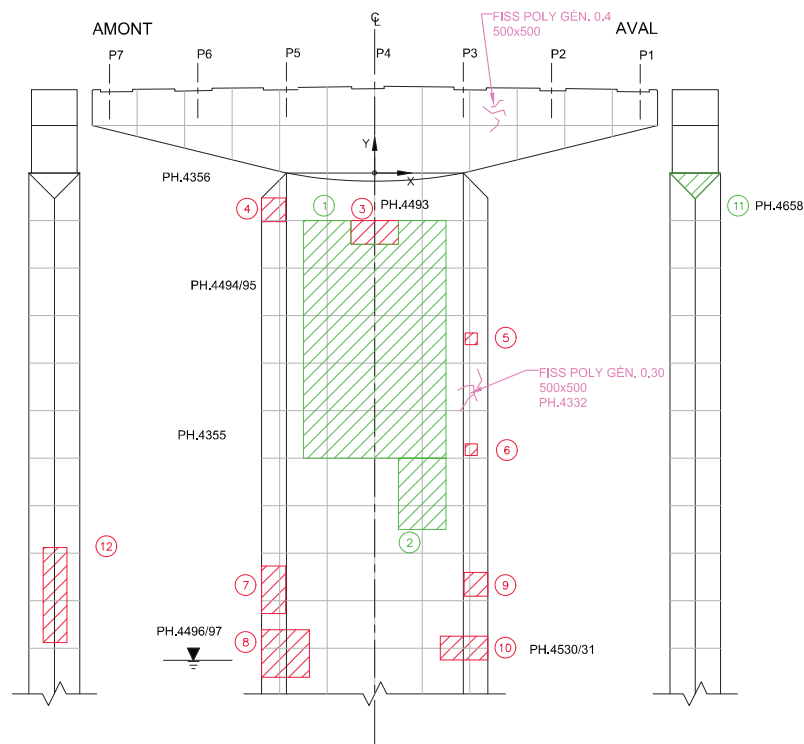 AMONT
℄
FISS POLY GÉN. 0.4
500x500
AVAL
P7
P6
P5
P4
P3
P2
P1
Y
X
PH.4356
4
1
3
PH.4493
11
PH.4658
PH.4494/95
5
FISS POLY GÉN. 0,30
500x500
PH.4332
PH.4355
6
2
12
7
9
PH.4496/97
8
10
PH.4530/31